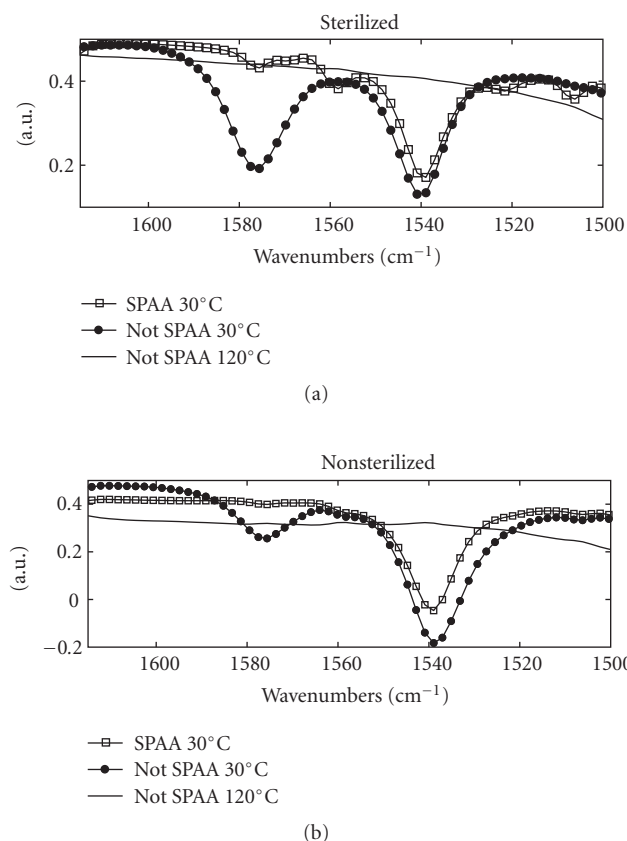 Sterilized
0.4
0.2
(a.u.)
1600 1580 1560 1540 1520 1500
Wavenumbers (cm−1)
SPAA 30°C
Not SPAA 30°C
Not SPAA 120°C
(a)
Nonsterilized
0.4
0.2
0
−0.2
(a.u.)
1600 1580 1560 1540 1520 1500
Wavenumbers (cm−1)
SPAA 30°C
Not SPAA 30°C
Not SPAA 120°C
(b)